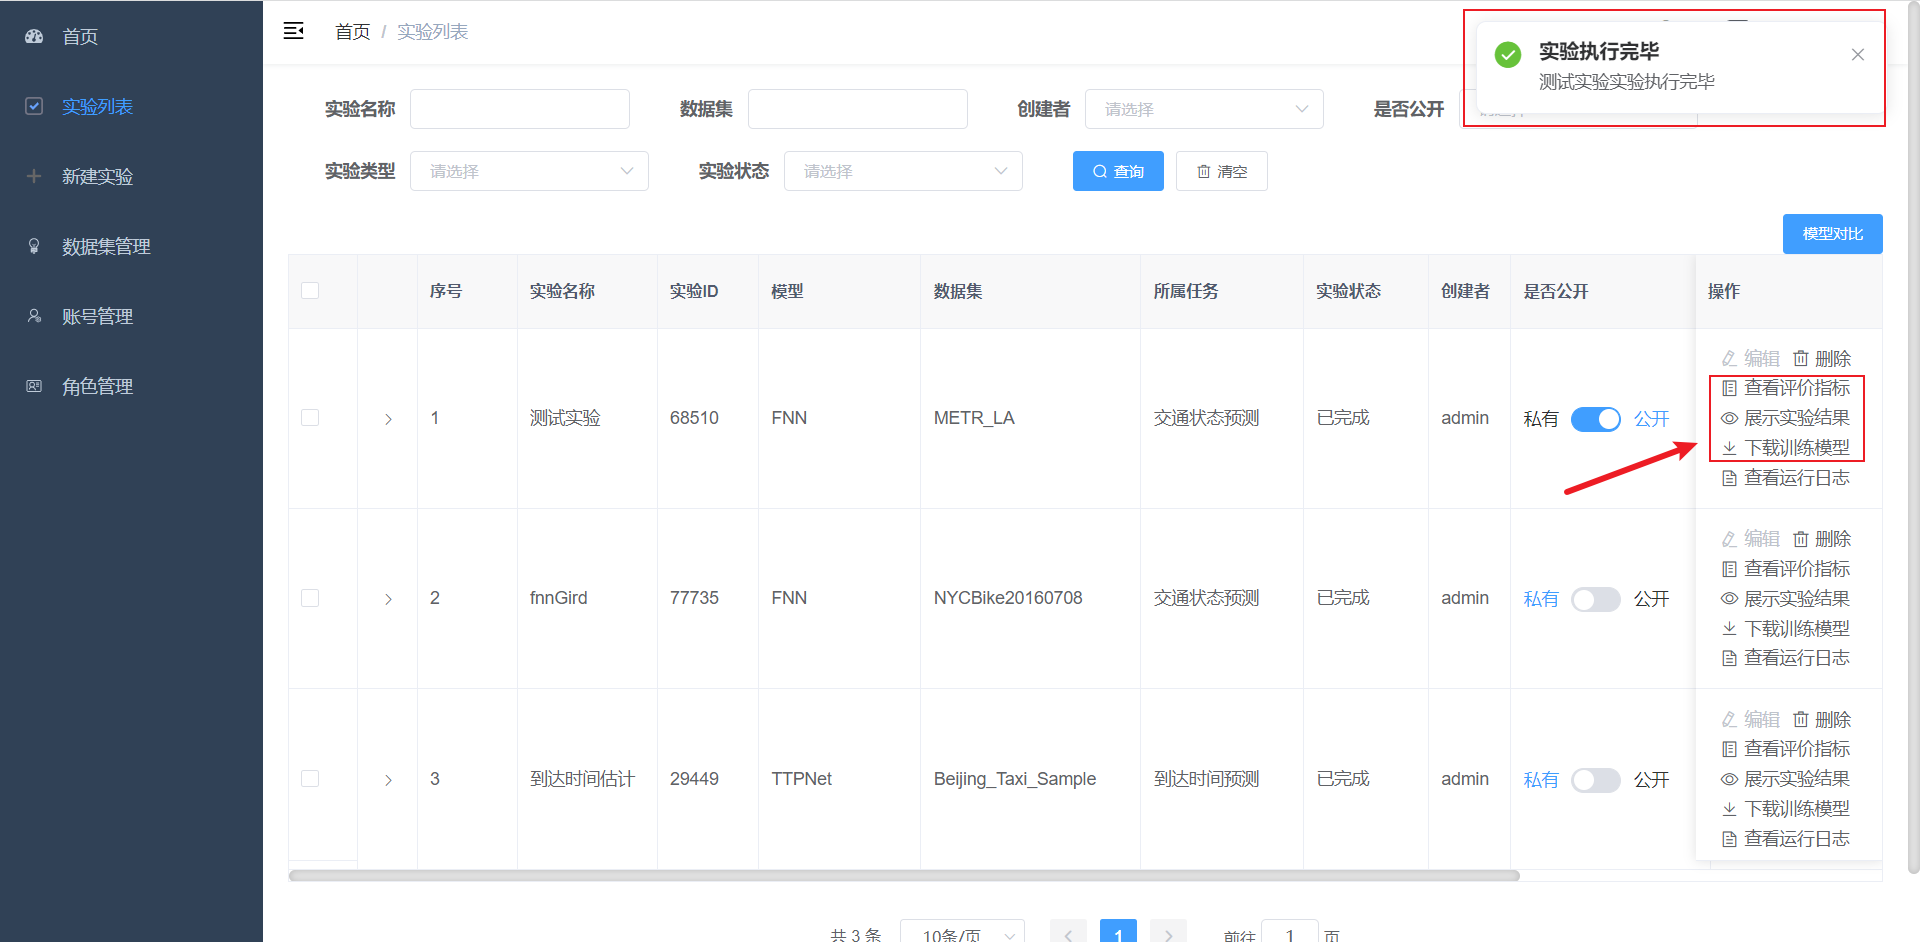 首页
实验列表
新建实验
数据集管理
账号管理
角色管理
首页 / 实验列表
实验执行完毕
测试实验实验执行完毕
实验名称 数据集 创建者 请选择 是否公开
实验类型 请选择 实验状态 请选择 查询 清空
模型对比
序号 实验名称 实验ID 模型 数据集 所属任务 实验状态 创建者 是否公开 操作
1 测试实验 68510 FNN METR_LA 交通状态预测 已完成 admin 私有 公开
编辑 删除
查看评价指标
展示实验结果
下载训练模型
查看运行日志
2 fnnGird 77735 FNN NYCBike20160708 交通状态预测 已完成 admin 私有 公开
编辑 删除
查看评价指标
展示实验结果
下载训练模型
查看运行日志
3 到达时间估计 29449 TTPNet Beijing_Taxi_Sample 到达时间预测 已完成 admin 私有 公开
编辑 删除
查看评价指标
展示实验结果
下载训练模型
查看运行日志
共 3 条 10条/页 1 前往 1 页